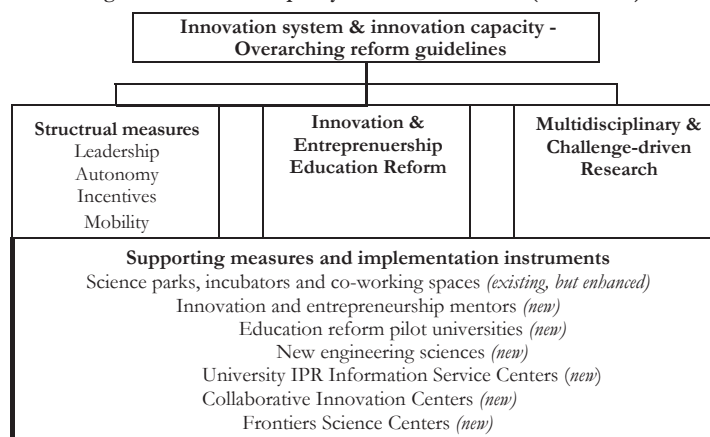 Innovation system & innovation capacity -
Overarching reform guidelines
Structrual measures
Leadership
Autonomy
Incentives
Mobility
Innovation &
Entreprenuership
Education Reform
Multidisciplinary &
Challenge-driven
Research
Supporting measures and implementation instruments
Science parks, incubators and co-working spaces (existing, but enhanced)
Innovation and entrepreneurship mentors (new)
Education reform pilot universities (new)
New engineering sciences (new)
University IPR Information Service Centers (new)
Collaborative Innovation Centers (new)
Frontiers Science Centers (new)